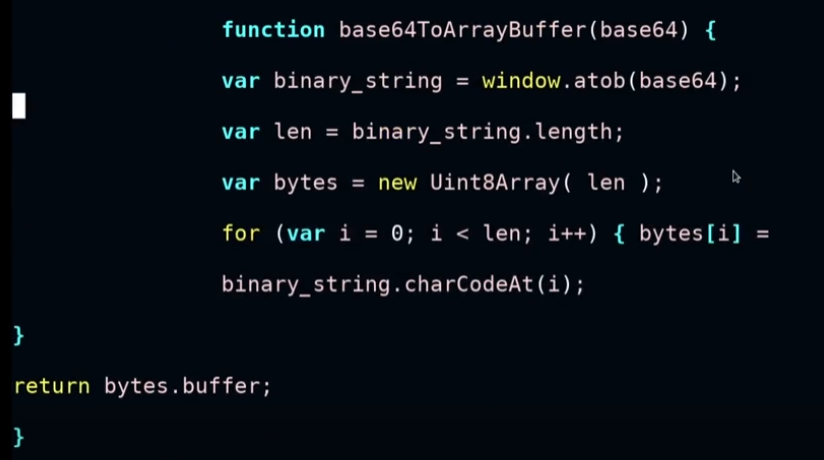 function base64ToArrayBuffer(base64) {
var binary_string = window.atob(base64);
var len = binary_string.length;
var bytes = new Uint8Array( len );
for (var i = 0; i < len; i++) { bytes[i] =
binary_string.charCodeAt(i);
}
return bytes.buffer;
}